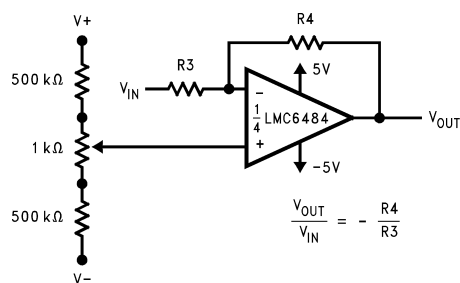 V+
R4
500 kΩ
R3
5V
V_IN
−
1/4 LMC6484
V_OUT
1 kΩ
+
−5V
500 kΩ
V_OUT/V_IN = − R4/R3
V−